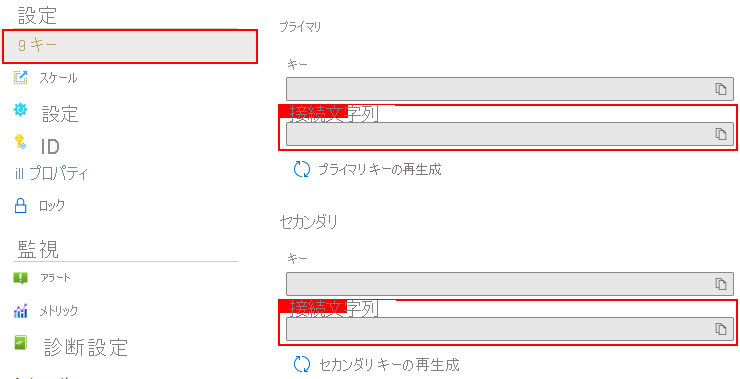 設定
9 キー
スケール
設定
ID
ill プロパティ
ロック
監視
アラート
メトリック
診断設定
プライマリ
キー
接続文字列
プライマリ キーの再生成
セカンダリ
キー
接続文字列
セカンダリ キーの再生成